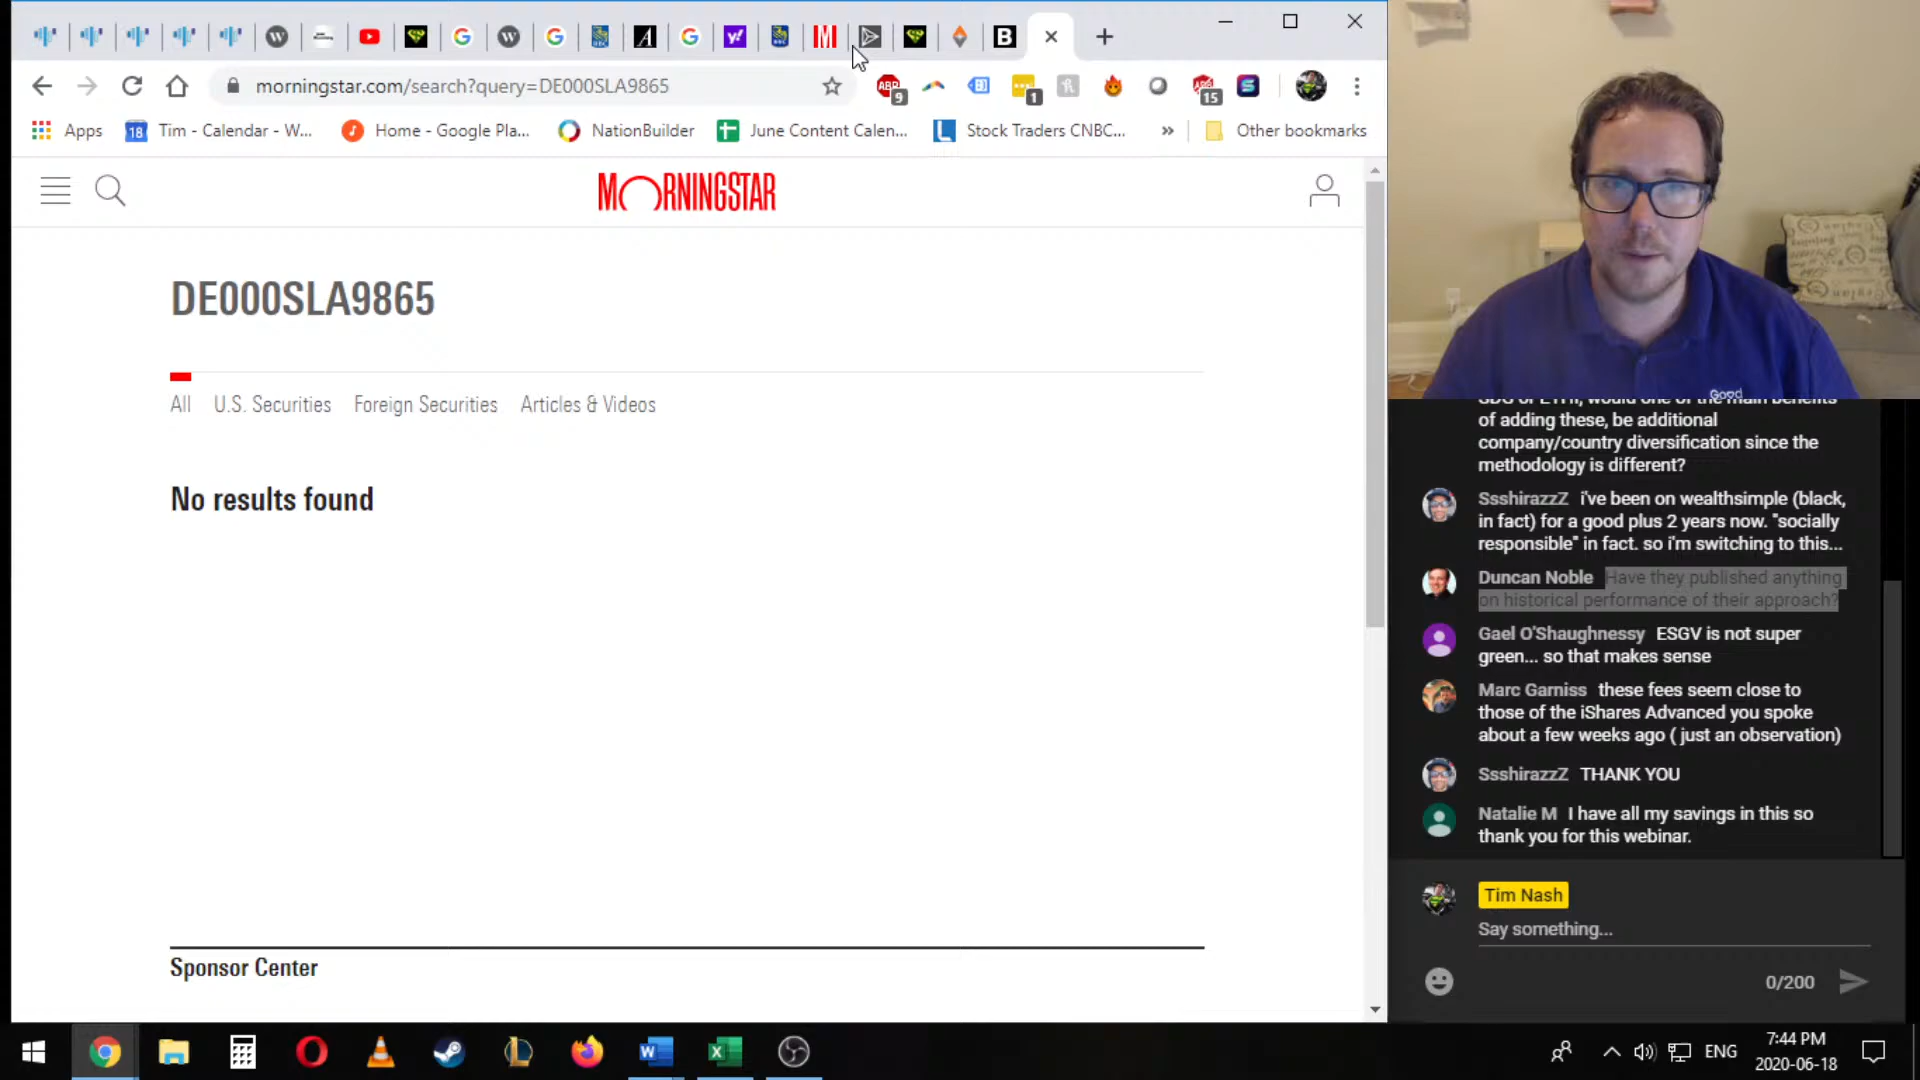 morningstar.com/search?query=DE000SLA9865
9
1
15
Apps
18
Tim - Calendar - W...
Home - Google Pla...
NationBuilder
June Content Calen...
Stock Traders CNBC...
»
Other bookmarks
MORNINGSTAR
DE000SLA9865
All
U.S. Securities
Foreign Securities
Articles & Videos
No results found
Sponsor Center
Good
of adding these, be additional
company/country diversification since the
methodology is different?
SsshirazzZ i've been on wealthsimple (black,
in fact) for a good plus 2 years now. "socially
responsible" in fact. so i'm switching to this...
Duncan Noble Have they published anything
on historical performance of their approach?
Gael O'Shaughnessy ESGV is not super
green... so that makes sense
Marc Garniss these fees seem close to
those of the iShares Advanced you spoke
about a few weeks ago ( just an observation)
SsshirazzZ THANK YOU
Natalie M I have all my savings in this so
thank you for this webinar.
Tim Nash
Say something...
0/200
ENG
7:44 PM
2020-06-18